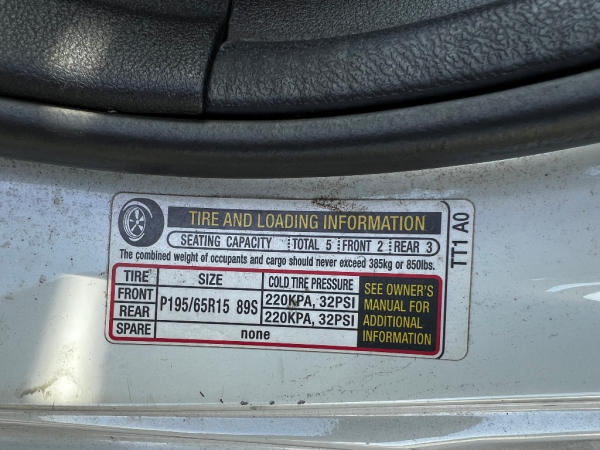 TIRE AND LOADING INFORMATION
SEATING CAPACITY TOTAL 5 FRONT 2 REAR 3
The combined weight of occupants and cargo should never exceed 385kg or 850lbs.
TIRE SIZE COLD TIRE PRESSURE
FRONT P195/65R15 89S 220KPA, 32PSI
REAR 220KPA, 32PSI
SPARE none
SEE OWNER'S
MANUAL FOR
ADDITIONAL
INFORMATION
TT1 A0